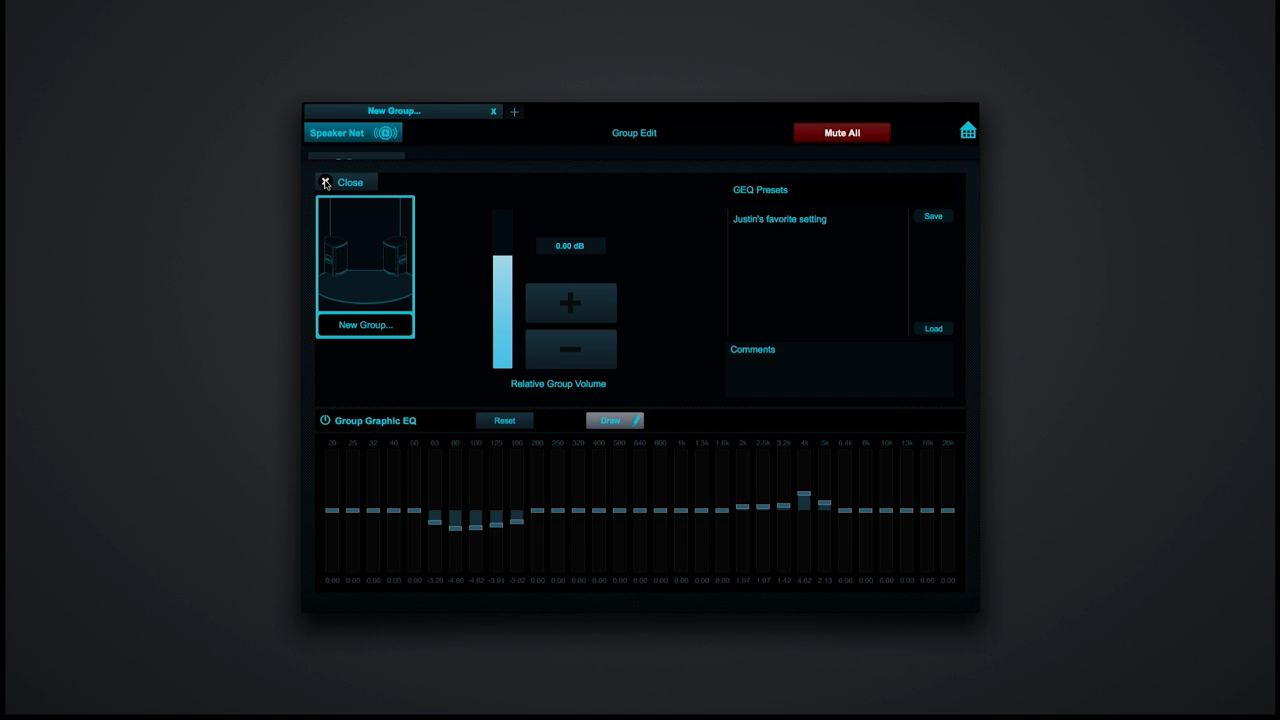 New Group... x +
Speaker Net
Group Edit
Mute All
Close
GEQ Presets
Justin's favorite setting
Save
0.00 dB
New Group...
Load
Comments
Relative Group Volume
Group Graphic EQ
Reset
Draw
20 25 32 40 50 63 80 100 125 160 200 250 320 400 500 640 800 1k 1.3k 1.6k 2k 2.5k 3.2k 4k 5k 6.4k 8k 10k 13k 16k 20k
0.00 0.00 0.00 0.00 0.00 -3.20 -4.80 -4.62 -3.91 -3.02 0.00 0.00 0.00 0.00 0.00 0.00 0.00 0.00 0.00 0.00 1.07 1.07 1.42 4.62 2.13 0.00 0.00 0.00 0.00 0.00 0.00